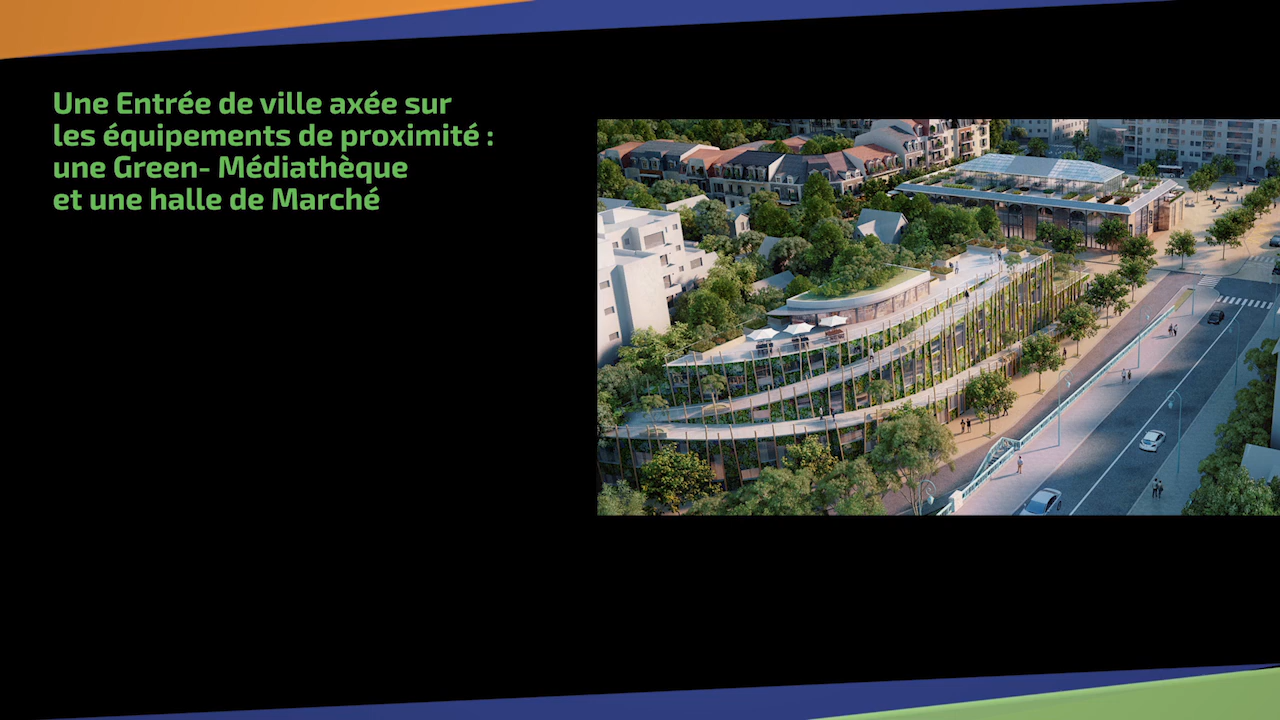 Une Entrée de ville axée sur
les équipements de proximité :
une Green- Médiathèque
et une halle de Marché